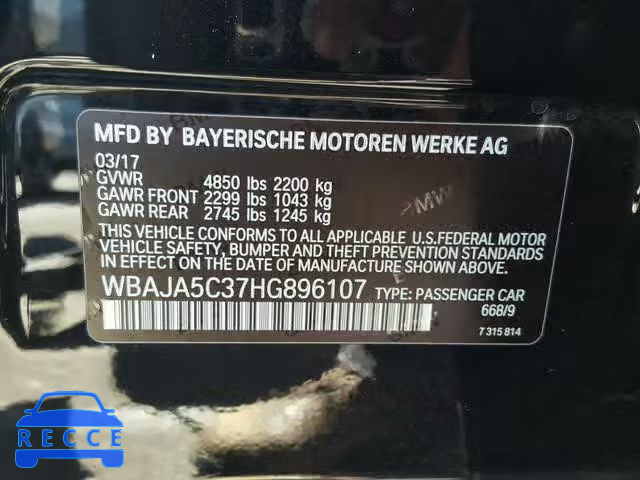 MFD BY BAYERISCHE MOTOREN WERKE AG
03/17
GVWR 4850 lbs 2200 kg
GAWR FRONT 2299 lbs 1043 kg
GAWR REAR 2745 lbs 1245 kg
THIS VEHICLE CONFORMS TO ALL APPLICABLE U.S.FEDERAL MOTOR
VEHICLE SAFETY, BUMPER AND THEFT PREVENTION STANDARDS
IN EFFECT ON THE DATE OF MANUFACTURE SHOWN ABOVE.
WBAJA5C37HG896107 TYPE: PASSENGER CAR
668/9
7 315 814
BMW
RECCE